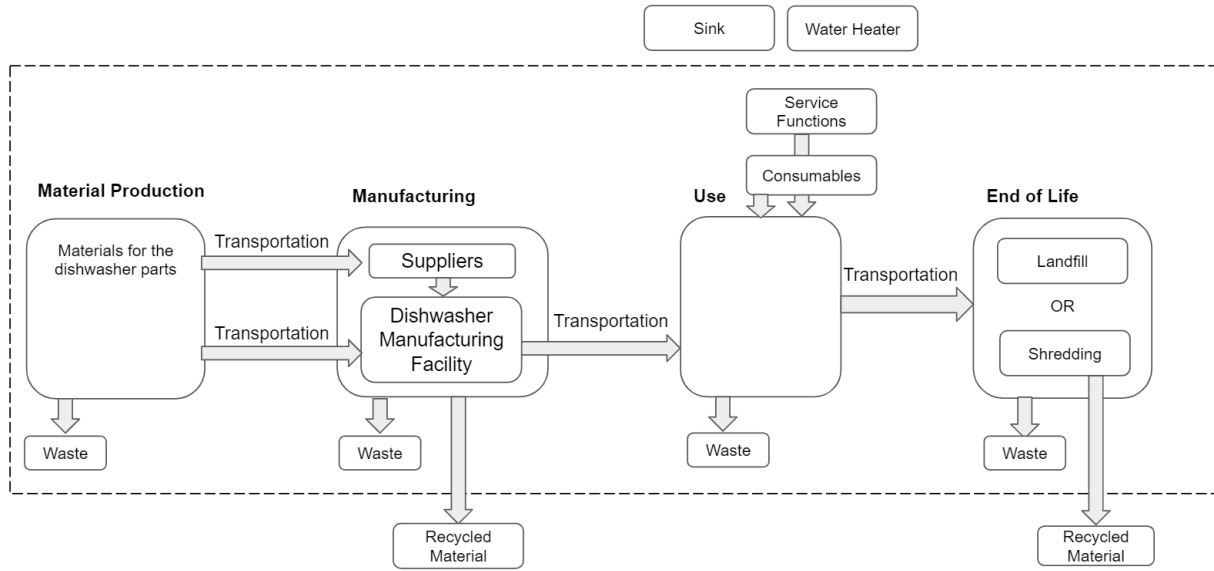 Sink
Water Heater
Service
Functions
Consumables
Material Production
Manufacturing
Use
End of Life
Materials for the
dishwasher parts
Transportation
Suppliers
Transportation
Landfill
OR
Transportation
Dishwasher
Manufacturing
Facility
Transportation
Shredding
Waste
Waste
Waste
Waste
Recycled
Material
Recycled
Material